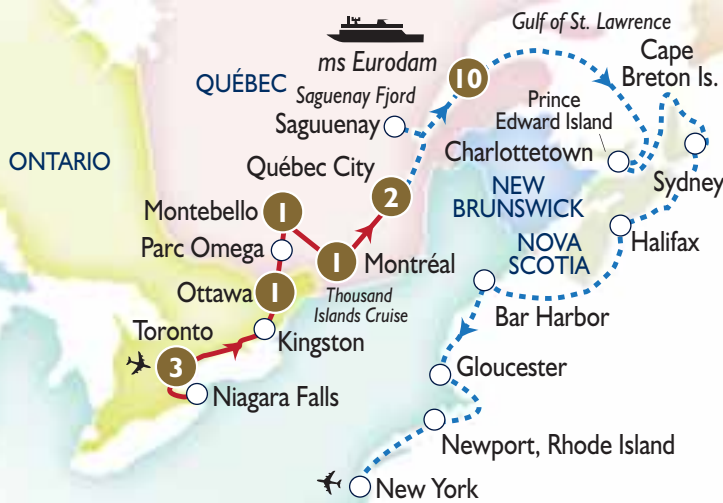 Gulf of St. Lawrence
ms Eurodam
Cape
Breton Is.
10
QUÉBEC
Saguenay Fjord
Saguuenay
Prince
Edward Island
Charlottetown
ONTARIO
Québec City
2
Sydney
NEW
BRUNSWICK
Montebello
1
Parc Omega
1
Montréal
Halifax
NOVA
SCOTIA
Ottawa
1
Thousand
Islands Cruise
Bar Harbor
Toronto
3
Kingston
Gloucester
Niagara Falls
Newport, Rhode Island
New York